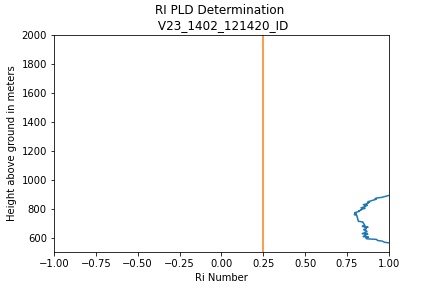 RI PLD Determination
V23_1402_121420_ID
2000
1800
1600
1400
1200
1000
800
600
Height above ground in meters
−1.00 −0.75 −0.50 −0.25 0.00 0.25 0.50 0.75 1.00
Ri Number